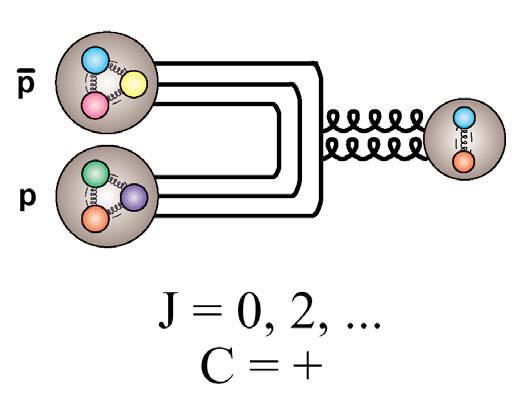 p̅
p
J = 0, 2, ...
C = +